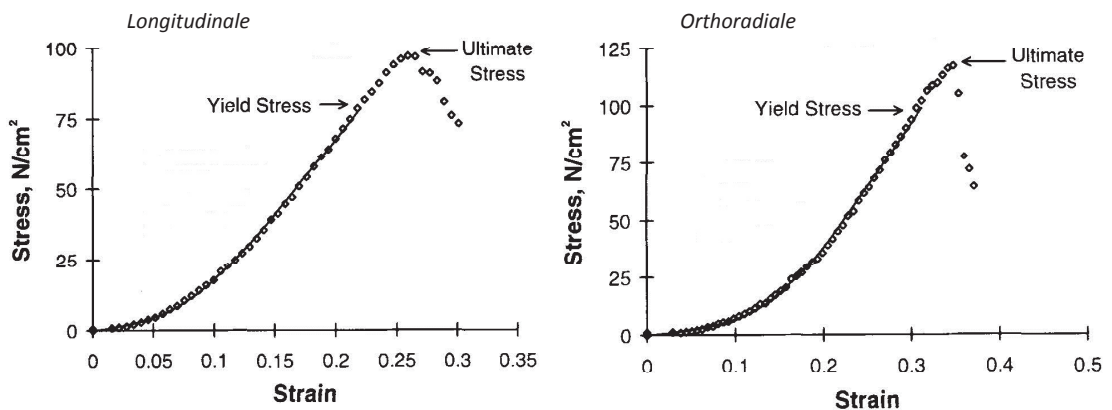 Longitudinale
100
75
50
25
0
Stress, N/cm²
Yield Stress
Ultimate
Stress
0 0.05 0.1 0.15 0.2 0.25 0.3 0.35
Strain
Orthoradiale
125
100
75
50
25
0
Stress, N/cm²
Yield Stress
Ultimate
Stress
0 0.1 0.2 0.3 0.4 0.5
Strain